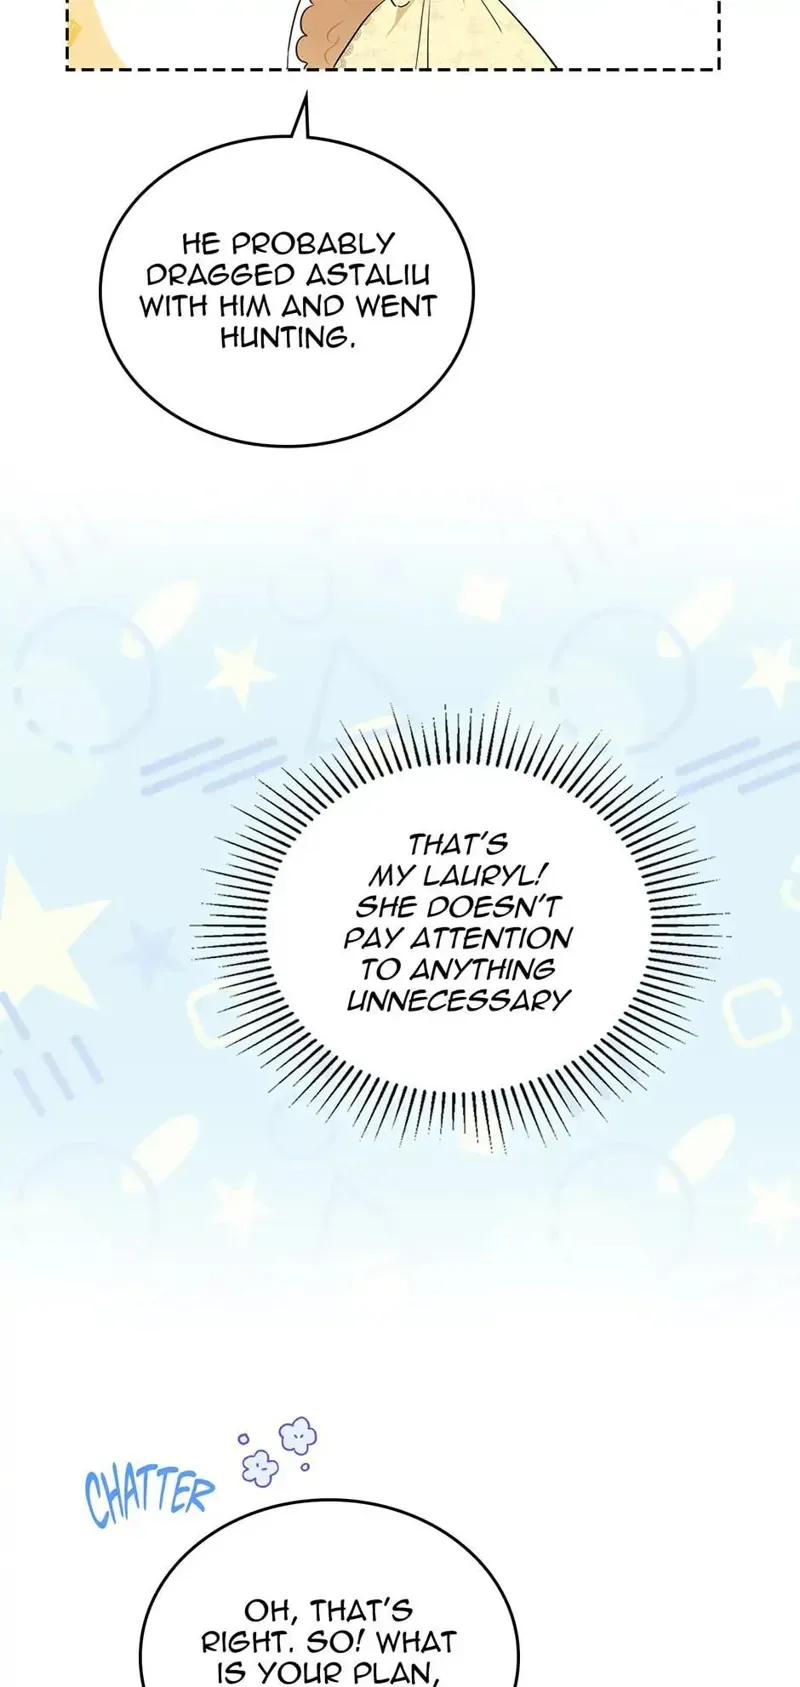 HE PROBABLY
DRAGGED ASTALIU
WITH HIM AND WENT
HUNTING.
THAT'S
MY LAURYL!
SHE DOESN'T
PAY ATTENTION
TO ANYTHING
UNNECESSARY
CHATTER
OH, THAT'S
RIGHT. SO! WHAT
IS YOUR PLAN,